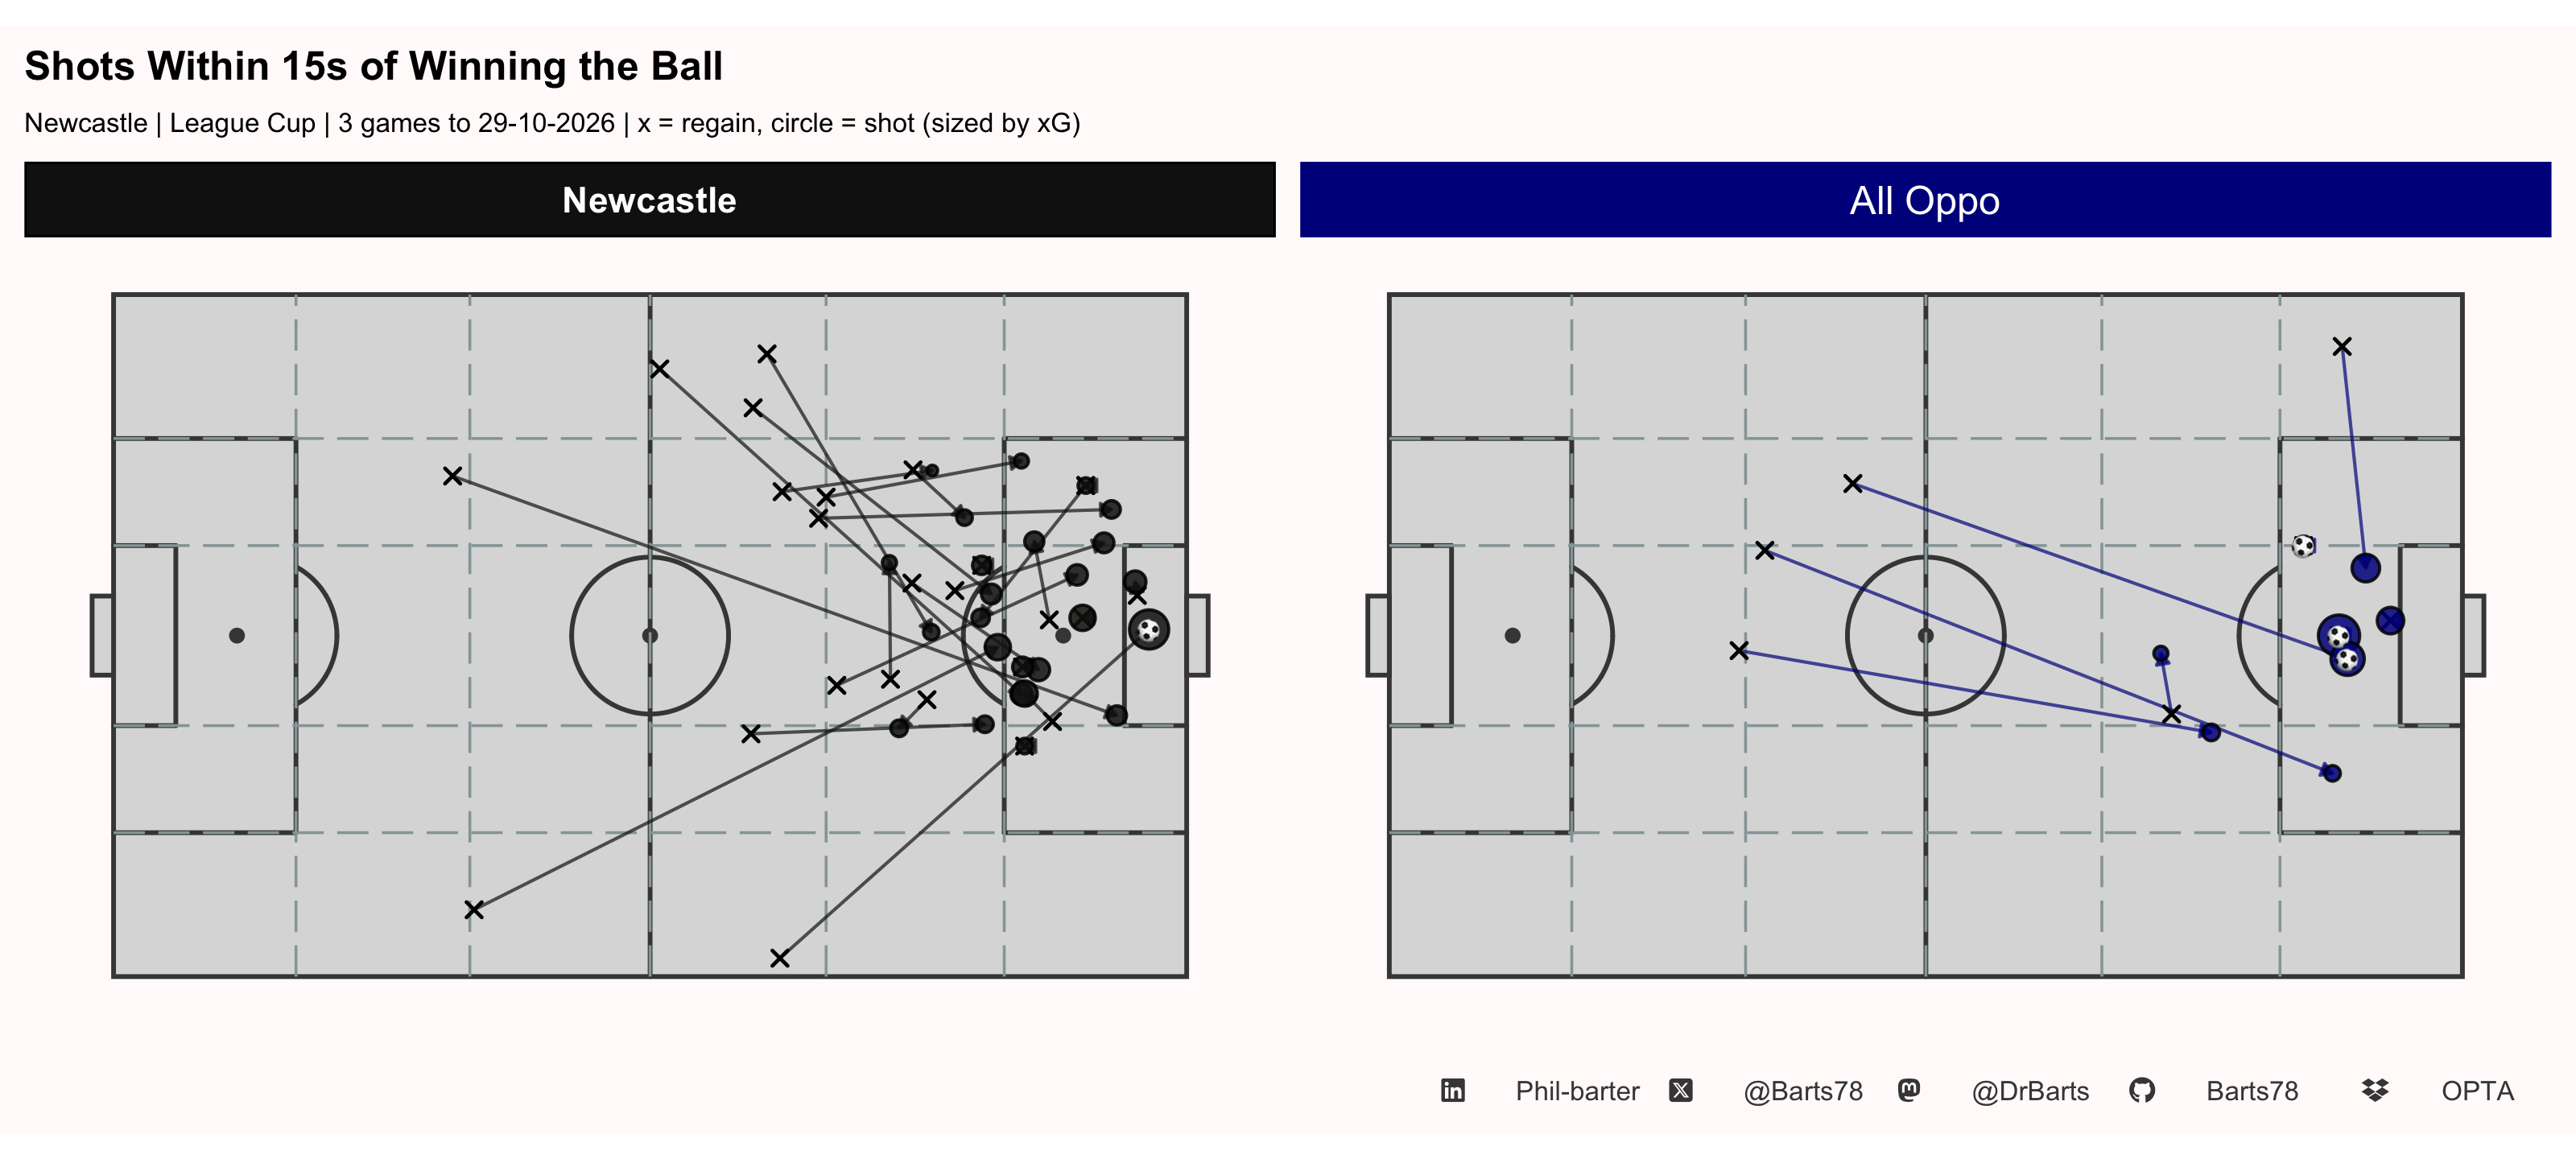 Shots Within 15s of Winning the Ball
Newcastle | League Cup | 3 games to 29-10-2026 | x = regain, circle = shot (sized by xG)
Newcastle
All Oppo
Phil-barter @Barts78 @DrBarts Barts78 OPTA